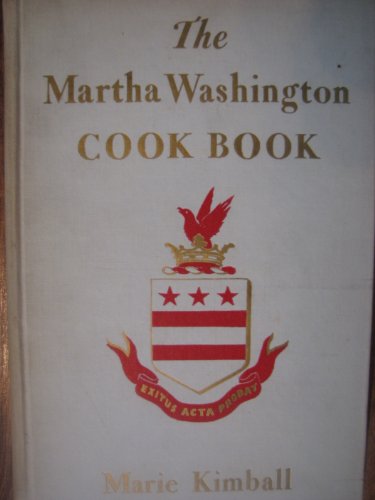 The
Martha Washington
COOK BOOK
EXITUS ACTA PROBAT
Marie Kimball